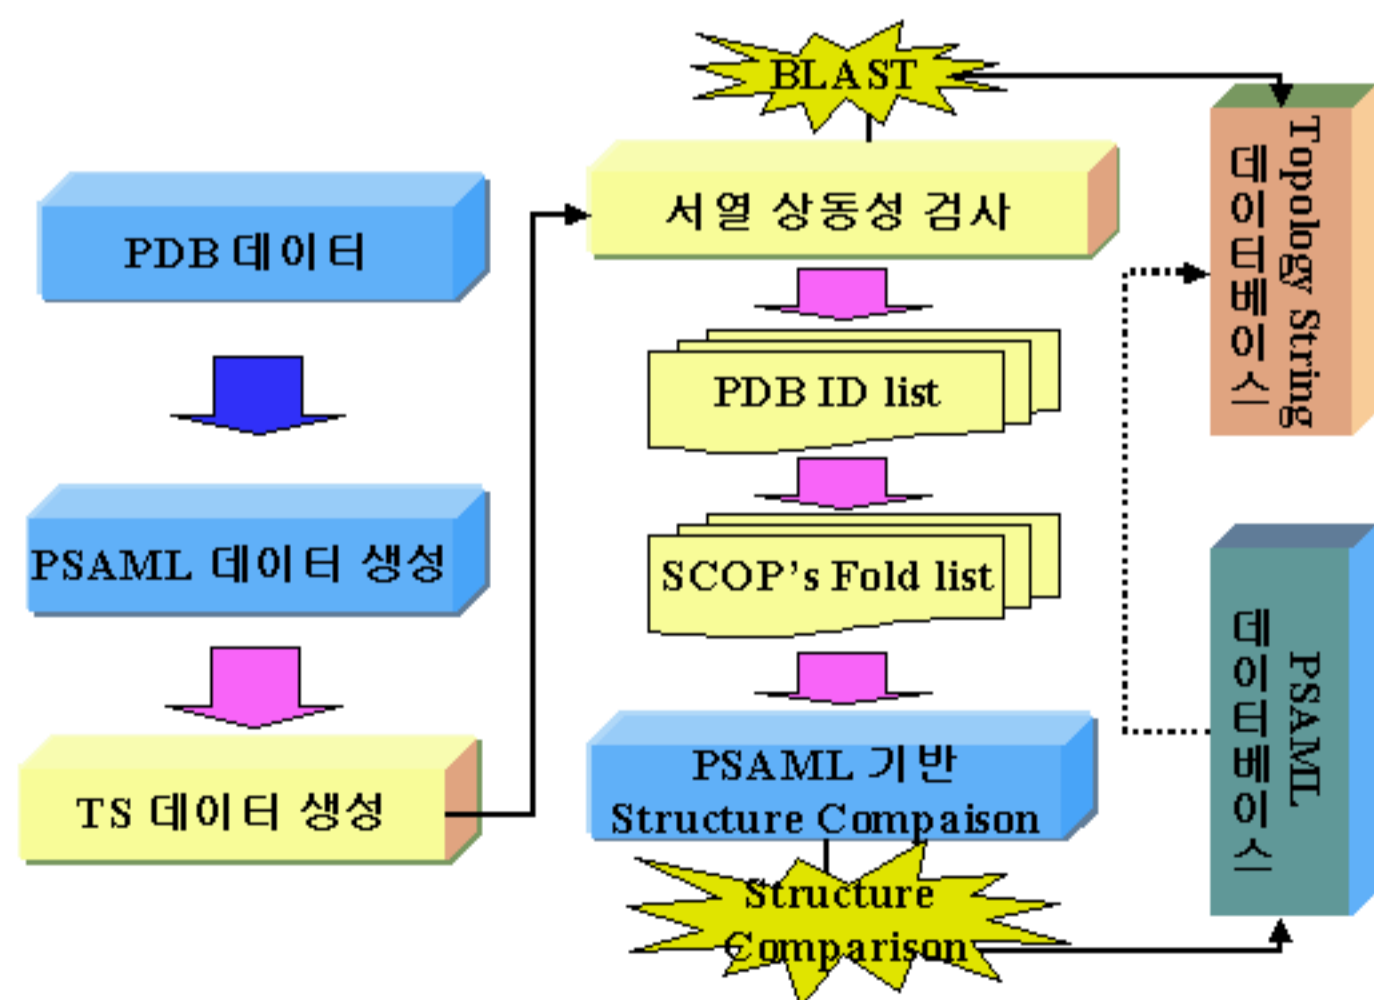 PDB 데이터
PSAML 데이터 생성
TS 데이터 생성
BLAST
서열 상동성 검사
PDB ID list
SCOP's Fold list
PSAML 기반
Structure Compaison
Structure
Comparison
Topology String
데이터베이스
PSAML
데이터베이스